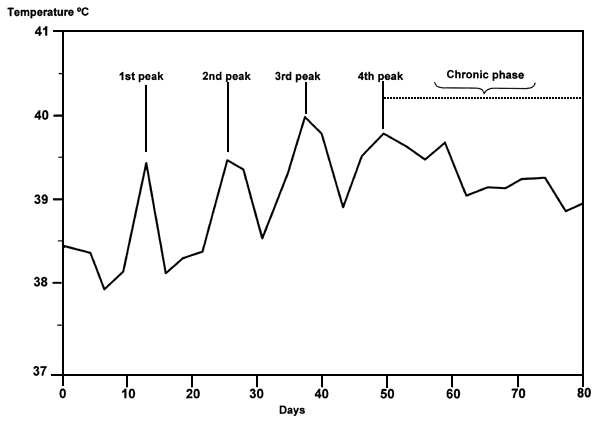 Temperature ºC
41
1st peak
2nd peak
3rd peak
4th peak
Chronic phase
40
39
38
37
0
10
20
30
40
50
60
70
80
Days